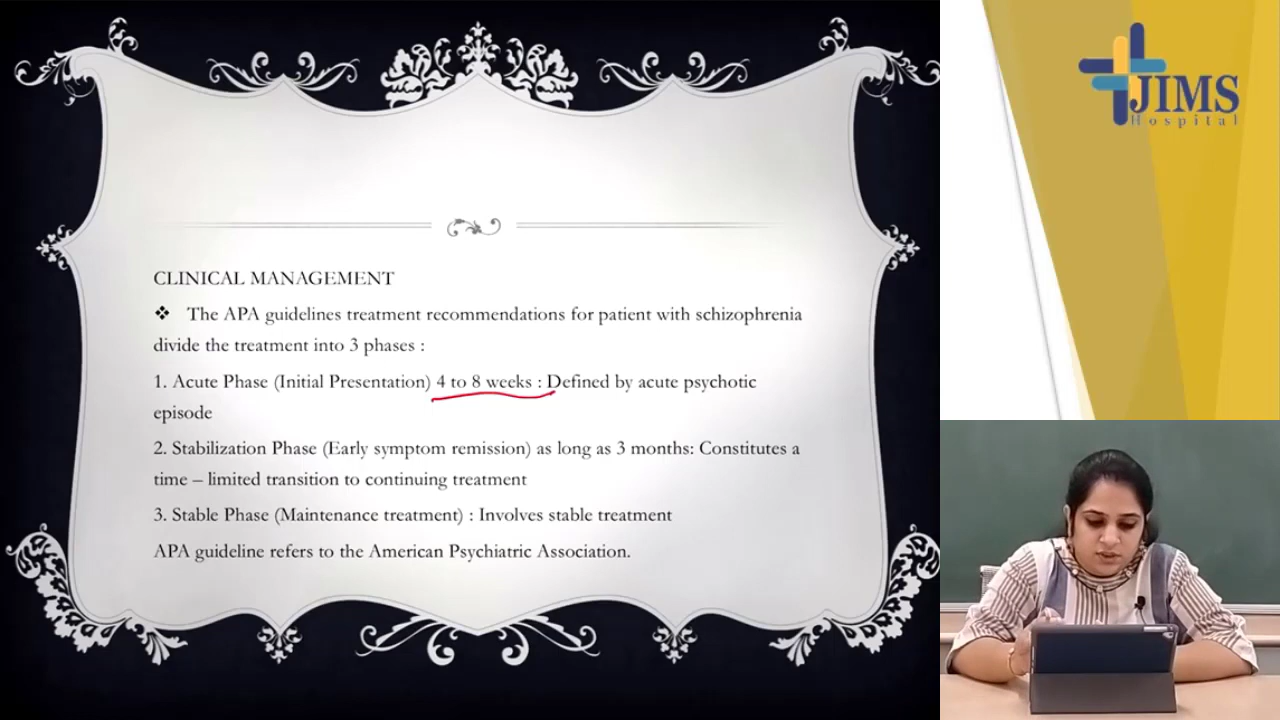 CLINICAL MANAGEMENT
❖ The APA guidelines treatment recommendations for patient with schizophrenia
divide the treatment into 3 phases :
1. Acute Phase (Initial Presentation) 4 to 8 weeks : Defined by acute psychotic
episode
2. Stabilization Phase (Early symptom remission) as long as 3 months: Constitutes a
time – limited transition to continuing treatment
3. Stable Phase (Maintenance treatment) : Involves stable treatment
APA guideline refers to the American Psychiatric Association.
JIMS
Hospital